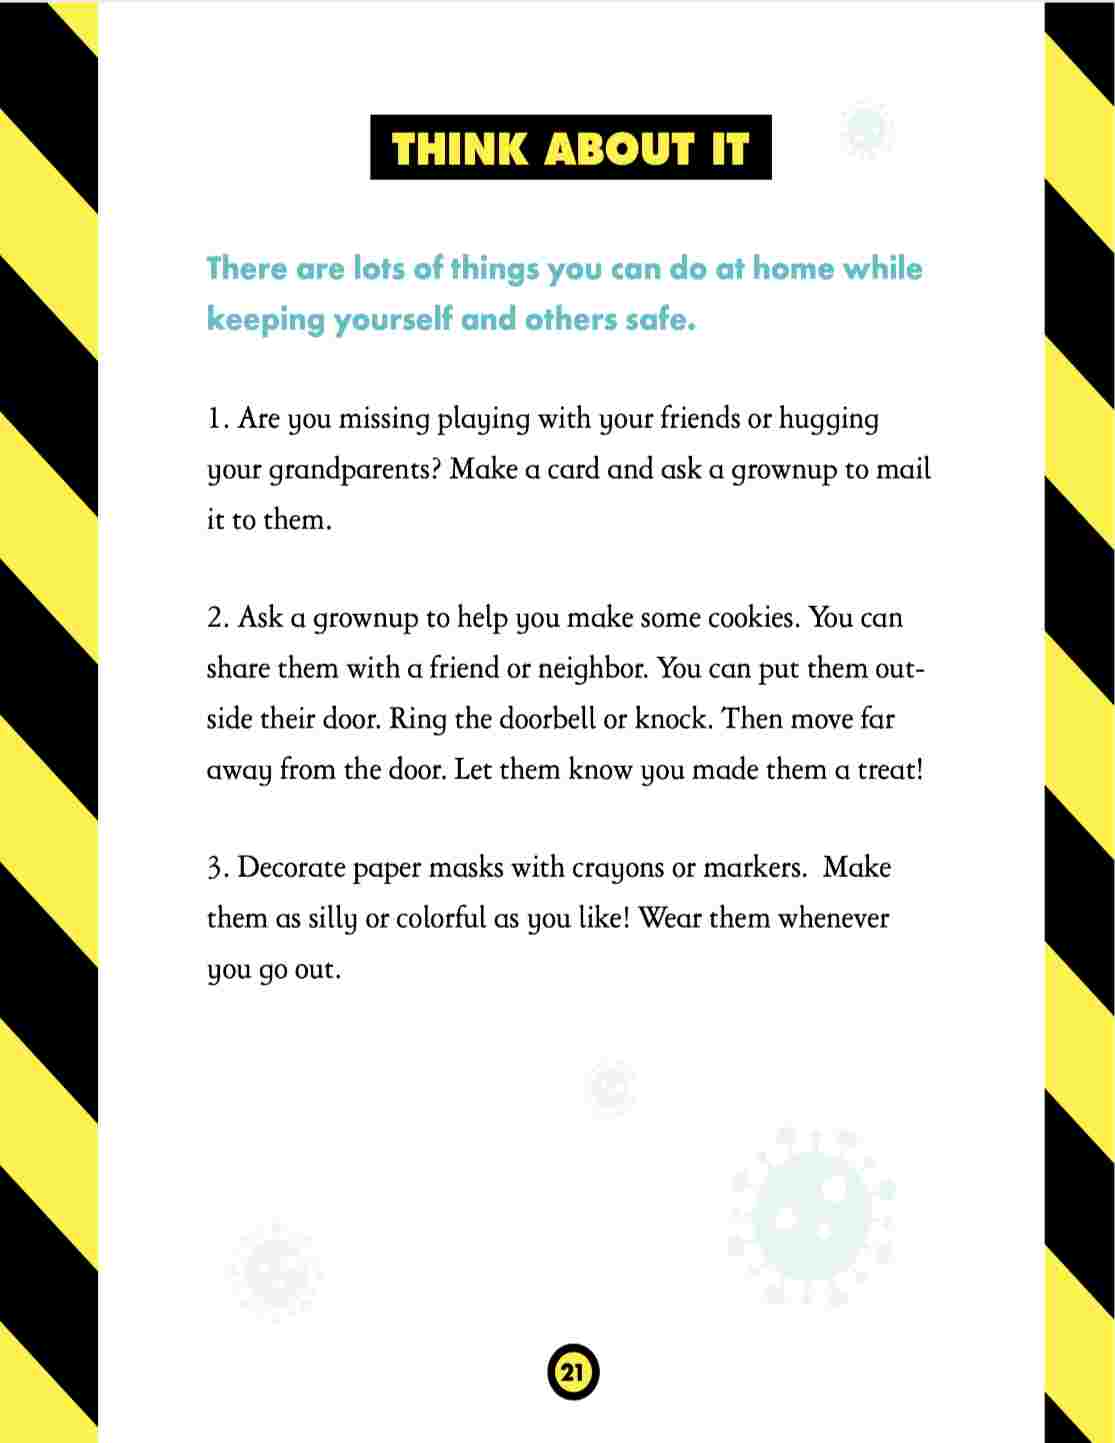 THINK ABOUT IT
There are lots of things you can do at home while
keeping yourself and others safe.
1. Are you missing playing with your friends or hugging
your grandparents? Make a card and ask a grownup to mail
it to them.
2. Ask a grownup to help you make some cookies. You can
share them with a friend or neighbor. You can put them out-
side their door. Ring the doorbell or knock. Then move far
away from the door. Let them know you made them a treat!
3. Decorate paper masks with crayons or markers.  Make
them as silly or colorful as you like! Wear them whenever
you go out.
21